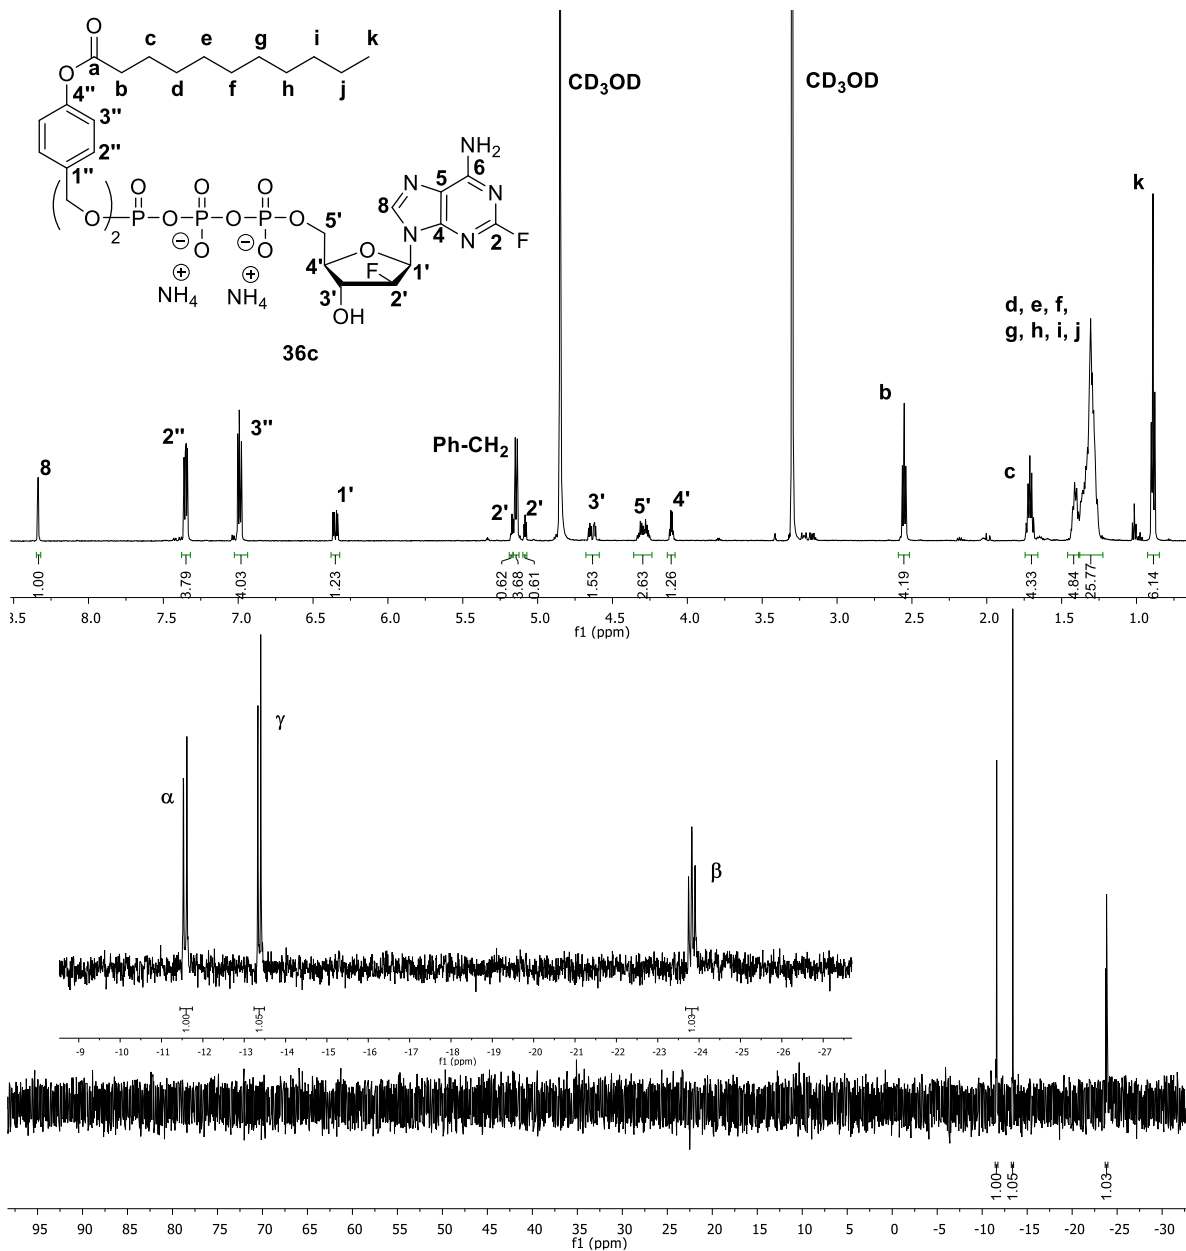 O
c e g i k
a
O b d f h j
4''
3''
2''
1''
NH2
6
5
N
N
8
O O O
O P O P O P O
2
5'
N
4
N
2
F
O O
4'
O
F
1'
NH4 NH4
3'
2'
OH
36c
CD3OD
CD3OD
8
2''
3''
1'
Ph-CH2
2'
2'
3'
5'
4'
b
c
d, e, f,
g, h, i, j
k
1.00
3.79
4.03
1.23
0.62
3.68
0.61
1.53
2.63
1.26
4.19
4.33
4.84
25.77
6.14
8.5 8.0 7.5 7.0 6.5 6.0 5.5 5.0 4.5 4.0 3.5 3.0 2.5 2.0 1.5 1.0
f1 (ppm)
α
γ
β
1.00
1.05
1.03
-9 -10 -11 -12 -13 -14 -15 -16 -17 -18 -19 -20 -21 -22 -23 -24 -25 -26 -27
f1 (ppm)
1.00
1.05
1.03
95 90 85 80 75 70 65 60 55 50 45 40 35 30 25 20 15 10 5 0 -5 -10 -15 -20 -25 -30
f1 (ppm)